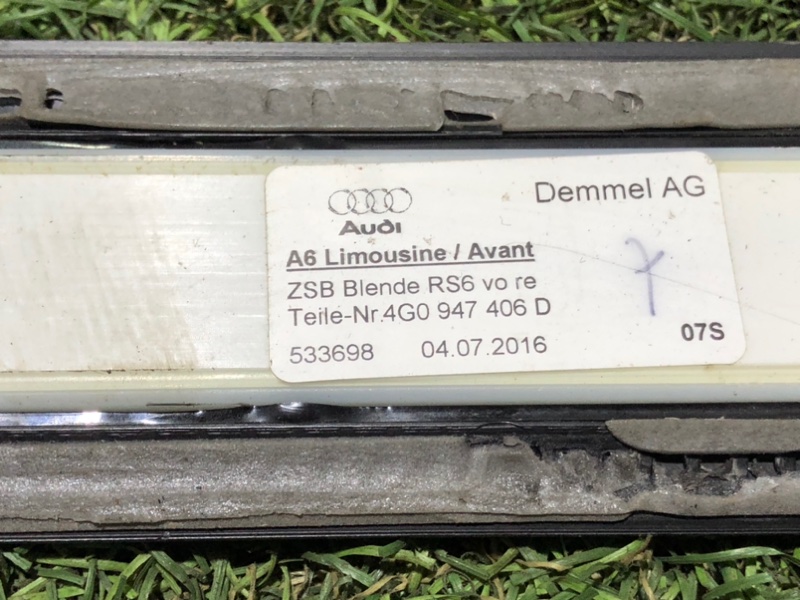 Demmel AG
Audi
A6 Limousine / Avant
ZSB Blende RS6 vo re
Teile-Nr.4G0 947 406 D
533698 04.07.2016
07S